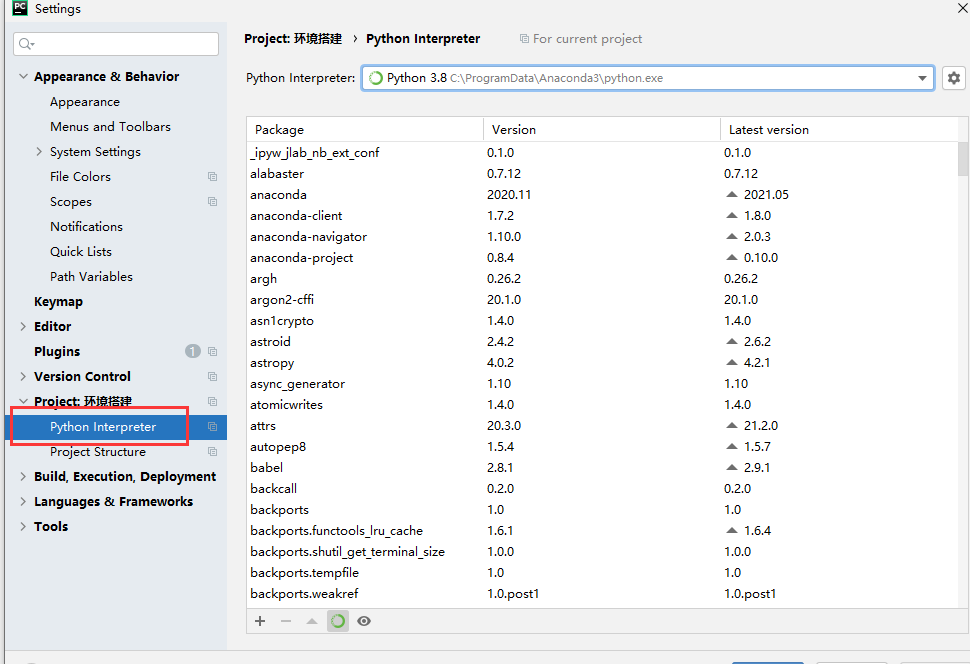 PC Settings
Appearance & Behavior
Appearance
Menus and Toolbars
System Settings
File Colors
Scopes
Notifications
Quick Lists
Path Variables
Keymap
Editor
Plugins 1
Version Control
Project: 环境搭建
Python Interpreter
Project Structure
Build, Execution, Deployment
Languages & Frameworks
Tools
Project: 环境搭建 › Python Interpreter For current project
Python Interpreter: Python 3.8 C:\ProgramData\Anaconda3\python.exe
Package Version Latest version
_ipyw_jlab_nb_ext_conf 0.1.0 0.1.0
alabaster 0.7.12 0.7.12
anaconda 2020.11 2021.05
anaconda-client 1.7.2 1.8.0
anaconda-navigator 1.10.0 2.0.3
anaconda-project 0.8.4 0.10.0
argh 0.26.2 0.26.2
argon2-cffi 20.1.0 20.1.0
asn1crypto 1.4.0 1.4.0
astroid 2.4.2 2.6.2
astropy 4.0.2 4.2.1
async_generator 1.10 1.10
atomicwrites 1.4.0 1.4.0
attrs 20.3.0 21.2.0
autopep8 1.5.4 1.5.7
babel 2.8.1 2.9.1
backcall 0.2.0 0.2.0
backports 1.0 1.0
backports.functools_lru_cache 1.6.1 1.6.4
backports.shutil_get_terminal_size 1.0.0 1.0.0
backports.tempfile 1.0 1.0
backports.weakref 1.0.post1 1.0.post1